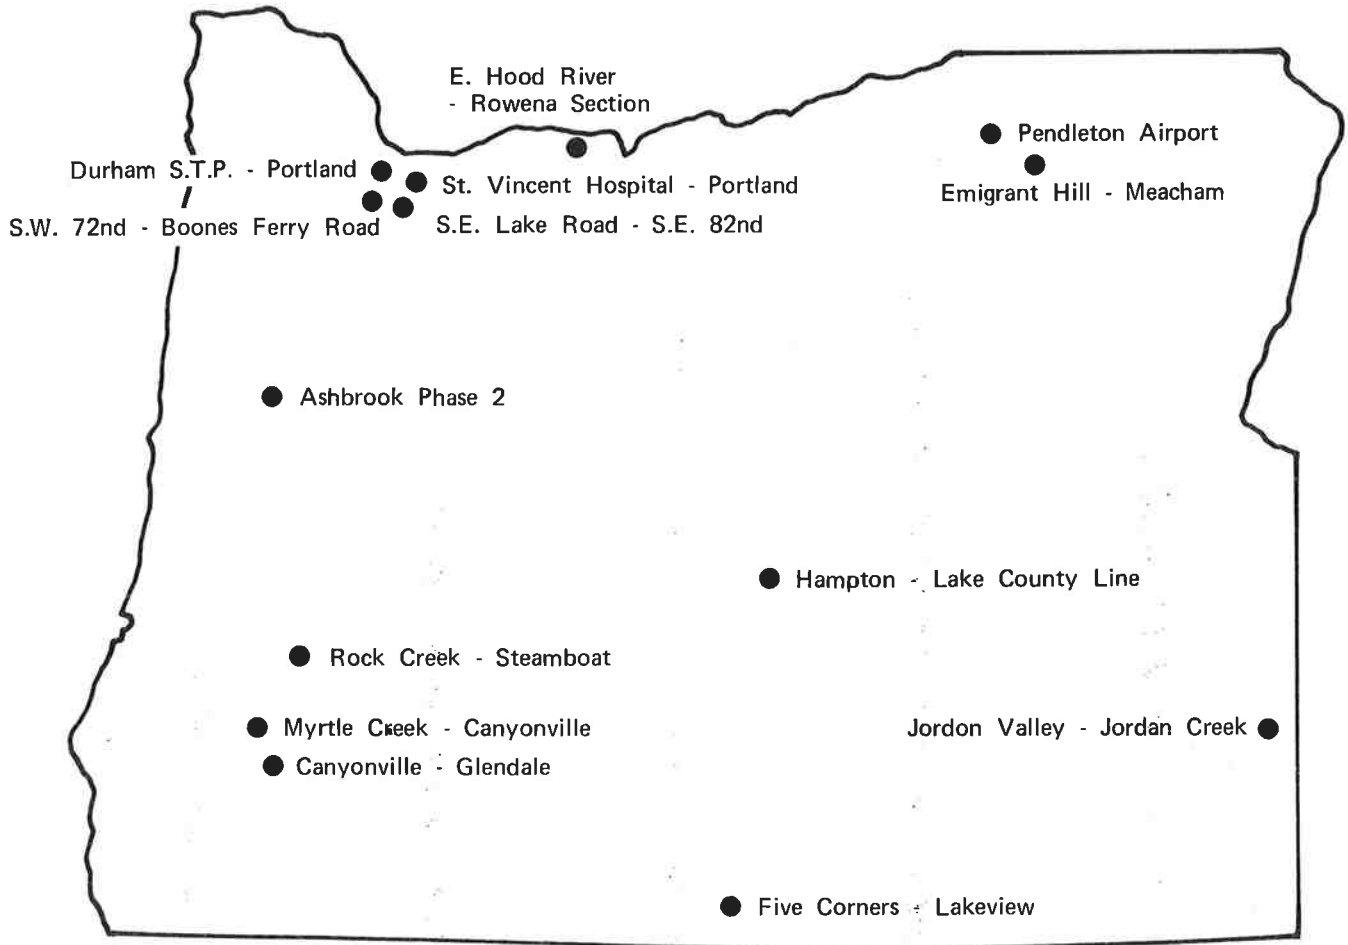 E. Hood River
- Rowena Section
Pendleton Airport
Durham S.T.P. - Portland
St. Vincent Hospital - Portland
Emigrant Hill - Meacham
S.W. 72nd - Boones Ferry Road
S.E. Lake Road - S.E. 82nd
Ashbrook Phase 2
Hampton - Lake County Line
Rock Creek - Steamboat
Myrtle Creek - Canyonville
Jordon Valley - Jordan Creek
Canyonville - Glendale
Five Corners - Lakeview